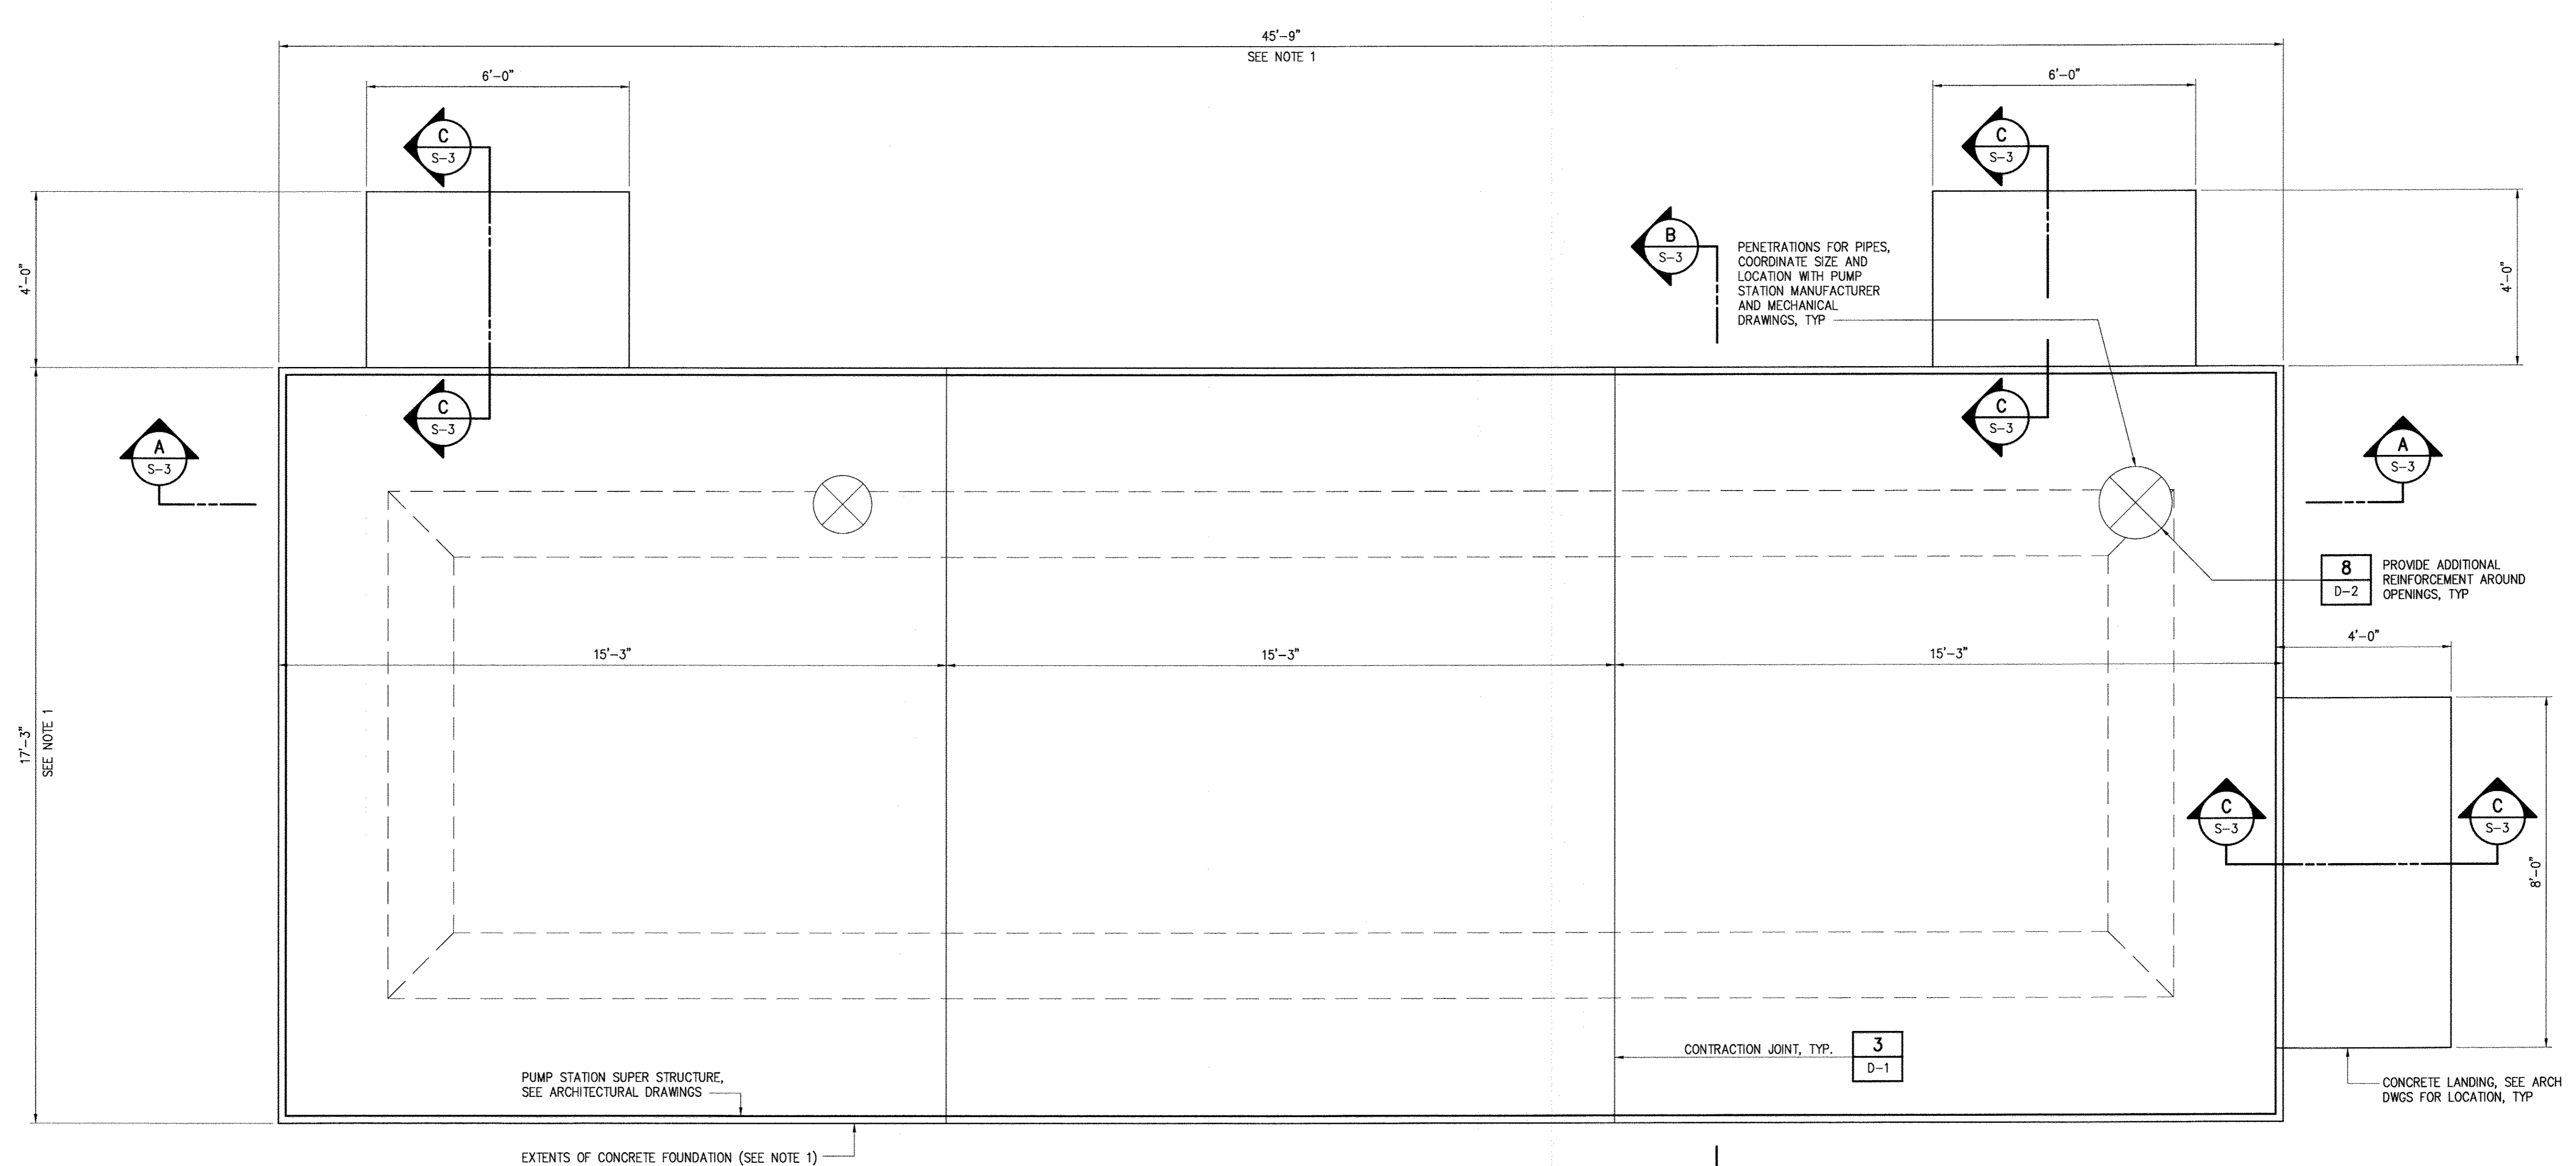 45'-9"
SEE NOTE 1
6'-0"
6'-0"
C
S-3
C
S-3
4'-0"
B
S-3
PENETRATIONS FOR PIPES,
COORDINATE SIZE AND
LOCATION WITH PUMP
STATION MANUFACTURER
AND MECHANICAL
DRAWINGS, TYP
4'-0"
C
S-3
C
S-3
A
S-3
A
S-3
8
D-2
PROVIDE ADDITIONAL
REINFORCEMENT AROUND
OPENINGS, TYP
4'-0"
15'-3"
15'-3"
15'-3"
17'-3"
SEE NOTE 1
C
S-3
C
S-3
8'-0"
CONTRACTION JOINT, TYP.
3
D-1
PUMP STATION SUPER STRUCTURE,
SEE ARCHITECTURAL DRAWINGS
CONCRETE LANDING, SEE ARCH
DWGS FOR LOCATION, TYP
EXTENTS OF CONCRETE FOUNDATION (SEE NOTE 1)